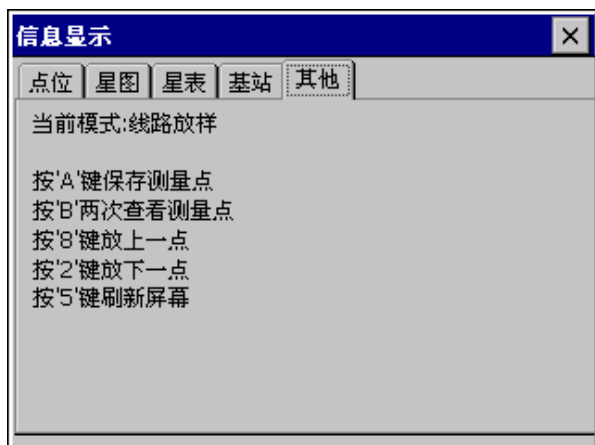 信息显示
点位 星图 星表 基站 其他
当前模式:线路放样
按'A'键保存测量点
按'B'两次查看测量点
按'8'键放上一点
按'2'键放下一点
按'5'键刷新屏幕